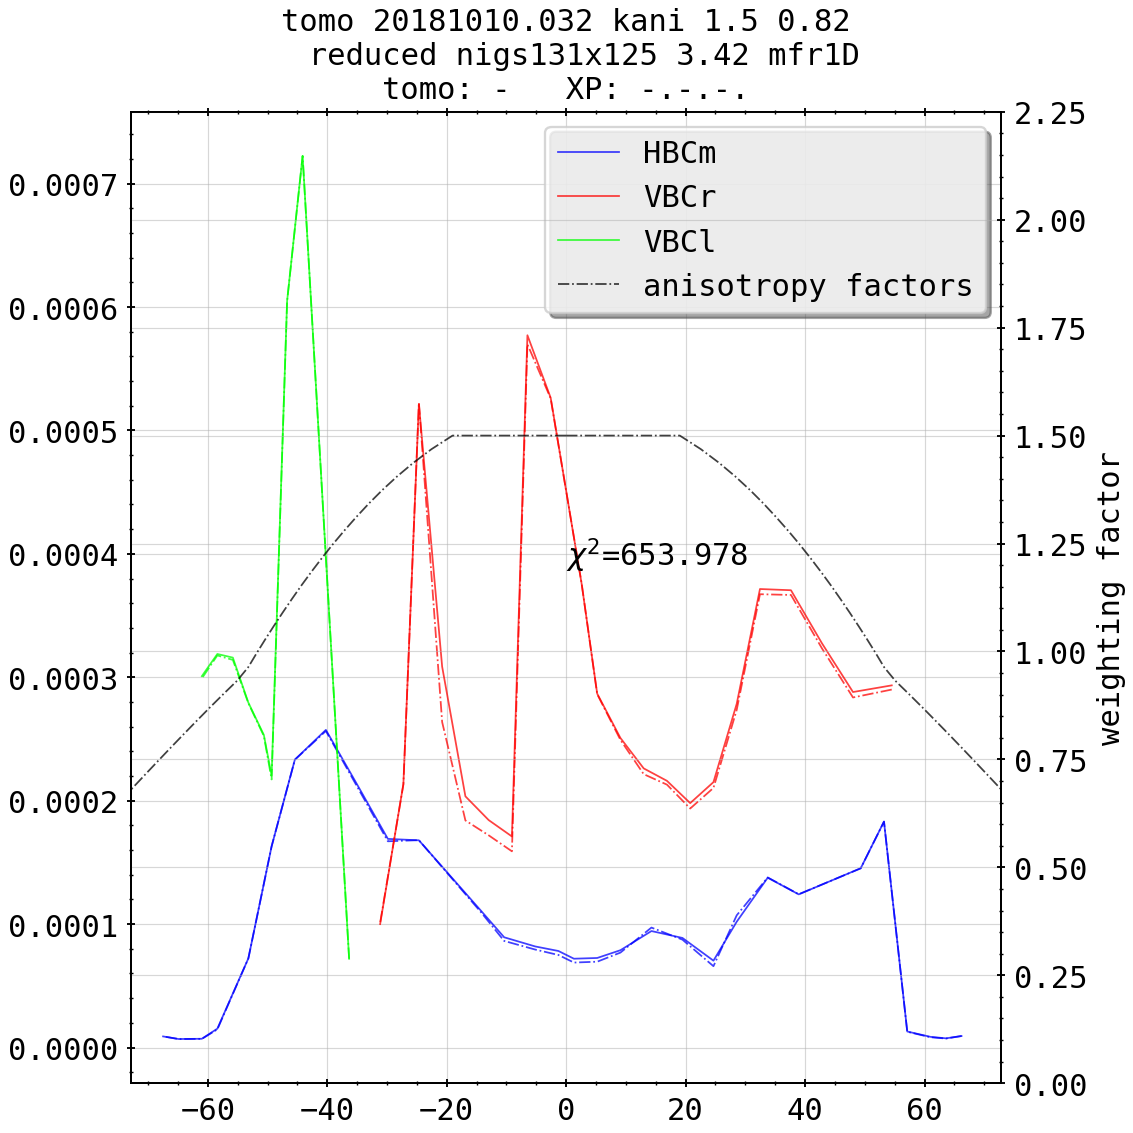 tomo 20181010.032 kani 1.5 0.82
reduced nigs131x125 3.42 mfr1D
tomo: - XP: -.-.-.
HBCm
VBCr
VBCl
anisotropy factors
χ²=653.978
0.0007
0.0006
0.0005
0.0004
0.0003
0.0002
0.0001
0.0000
2.25
2.00
1.75
1.50
1.25
1.00
0.75
0.50
0.25
0.00
weighting factor
−60 −40 −20 0 20 40 60